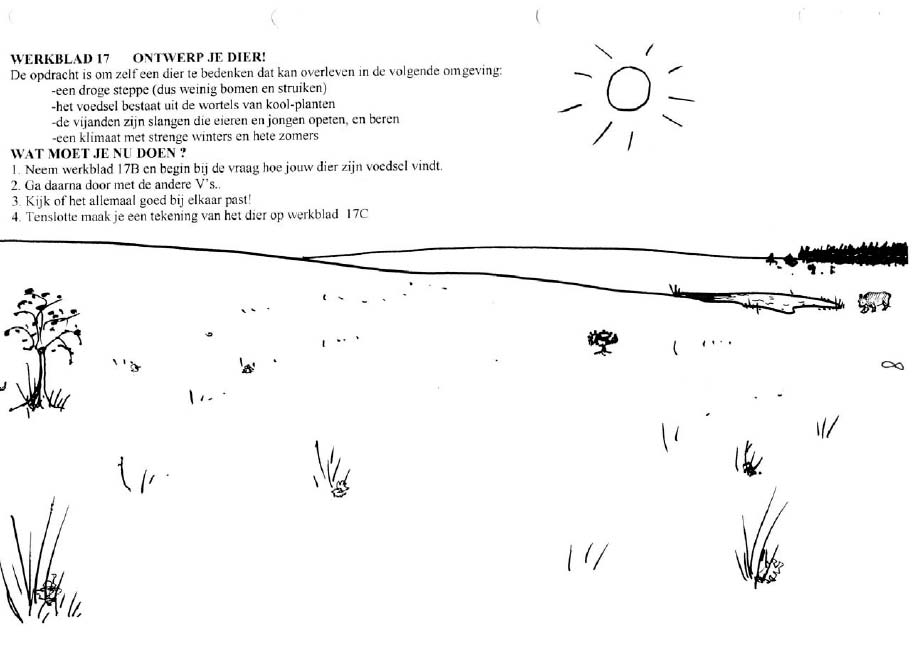 WERKBLAD 17 ONTWERP JE DIER!
De opdracht is om zelf een dier te bedenken dat kan overleven in de volgende omgeving:
-een droge steppe (dus weinig bomen en struiken)
-het voedsel bestaat uit de wortels van kool-planten
-de vijanden zijn slangen die eieren en jongen opeten, en beren
-een klimaat met strenge winters en hete zomers
WAT MOET JE NU DOEN ?
1. Neem werkblad 17B en begin bij de vraag hoe jouw dier zijn voedsel vindt.
2. Ga daarna door met de andere V's..
3. Kijk of het allemaal goed bij elkaar past!
4. Tenslotte maak je een tekening van het dier op werkblad 17C